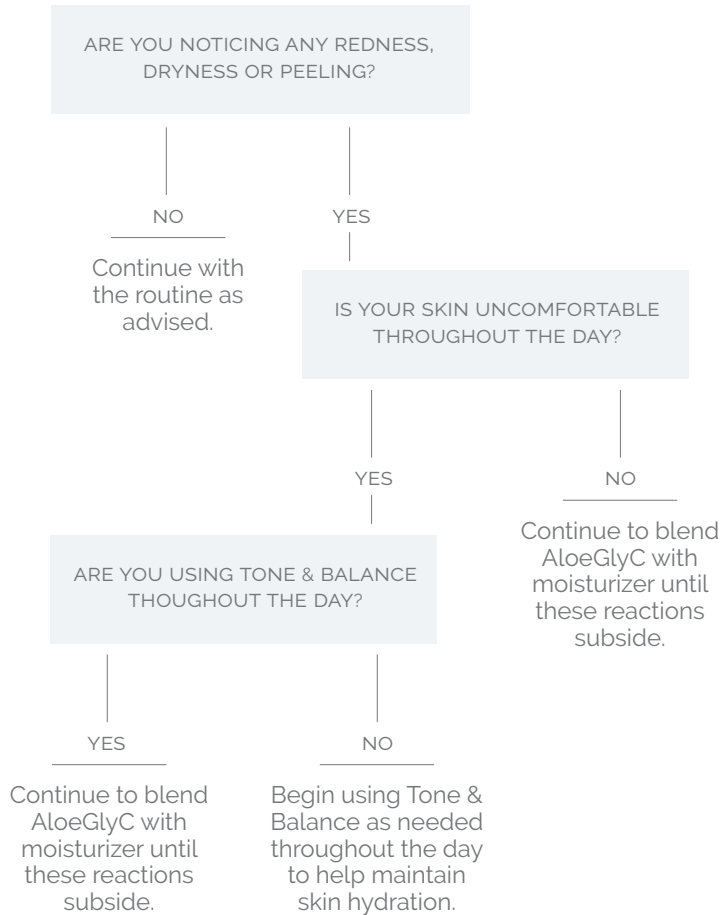 ARE YOU NOTICING ANY REDNESS,
DRYNESS OR PEELING?
NO
Continue with
the routine as
advised.
YES
IS YOUR SKIN UNCOMFORTABLE
THROUGHOUT THE DAY?
YES
NO
Continue to blend
AloeGlyC with
moisturizer until
these reactions
subside.
ARE YOU USING TONE & BALANCE
THOUGHOUT THE DAY?
YES
Continue to blend
AloeGlyC with
moisturizer until
these reactions
subside.
NO
Begin using Tone &
Balance as needed
throughout the day
to help maintain
skin hydration.